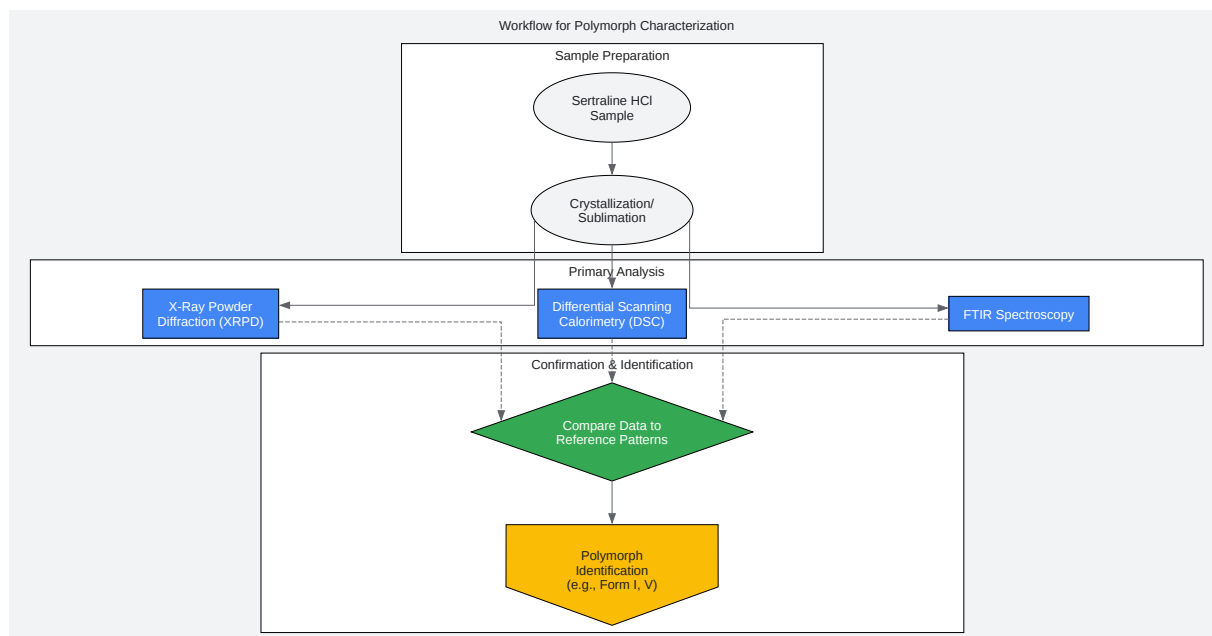 Workflow for Polymorph Characterization
Sample Preparation
Sertraline HCl
Sample
Crystallization/
Sublimation
Primary Analysis
X-Ray Powder
Diffraction (XRPD)
Differential Scanning
Calorimetry (DSC)
FTIR Spectroscopy
Confirmation & Identification
Compare Data to
Reference Patterns
Polymorph
Identification
(e.g., Form I, V)